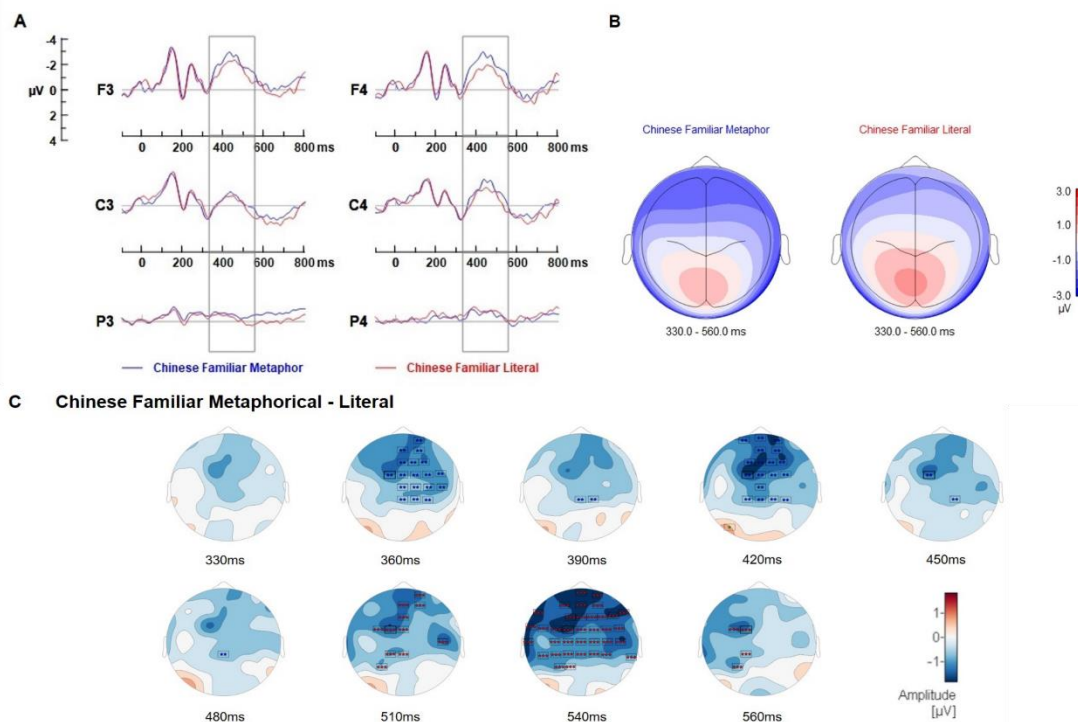 A
B
-4
-2
µV 0
2
4
F3
F4
0 200 400 600 800 ms
0 200 400 600 800 ms
C3
C4
0 200 400 600 800 ms
0 200 400 600 800 ms
P3
P4
Chinese Familiar Metaphor
Chinese Familiar Literal
Chinese Familiar Metaphor
Chinese Familiar Literal
330.0 - 560.0 ms
330.0 - 560.0 ms
3.0
1.0
-1.0
-3.0
µV
C Chinese Familiar Metaphorical - Literal
330ms
360ms
390ms
420ms
450ms
480ms
510ms
540ms
560ms
1
0
-1
Amplitude
[µV]